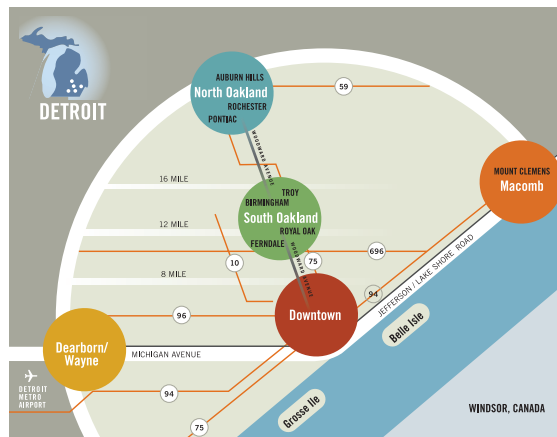 DETROIT
AUBURN HILLS
North Oakland
ROCHESTER
PONTIAC
59
WOODWARD AVENUE
MOUNT CLEMENS
Macomb
16 MILE
TROY
BIRMINGHAM
South Oakland
ROYAL OAK
FERNDALE
12 MILE
696
10
75
WOODWARD AVENUE
8 MILE
94
JEFFERSON / LAKE SHORE ROAD
96
Downtown
Belle Isle
Dearborn/
Wayne
MICHIGAN AVENUE
DETROIT
METRO
AIRPORT
94
Grosse Ile
WINDSOR, CANADA
75